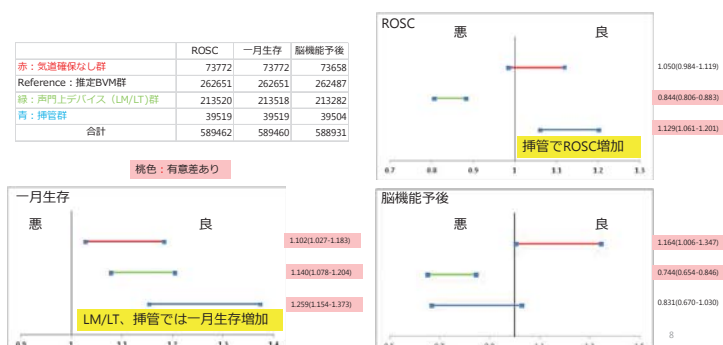 ROSC 一月生存 脳機能予後
赤：気道確保なし群 73772 73772 73658
Reference：推定BVM群 262651 262651 262487
緑：声門上デバイス（LM/LT)群 213520 213518 213282
青：挿管群 39519 39519 39504
合計 589462 589460 588931
桃色：有意差あり
ROSC
悪 良
1.050(0.984-1.119)
0.844(0.806-0.883)
1.129(1.061-1.201)
挿管でROSC増加
0.7 0.8 0.9 1 1.1 1.2 1.3
一月生存
悪 良
1.102(1.027-1.183)
1.140(1.078-1.204)
1.259(1.154-1.373)
LM/LT、挿管では一月生存増加
脳機能予後
悪 良
1.164(1.006-1.347)
0.744(0.654-0.846)
0.831(0.670-1.030)
8